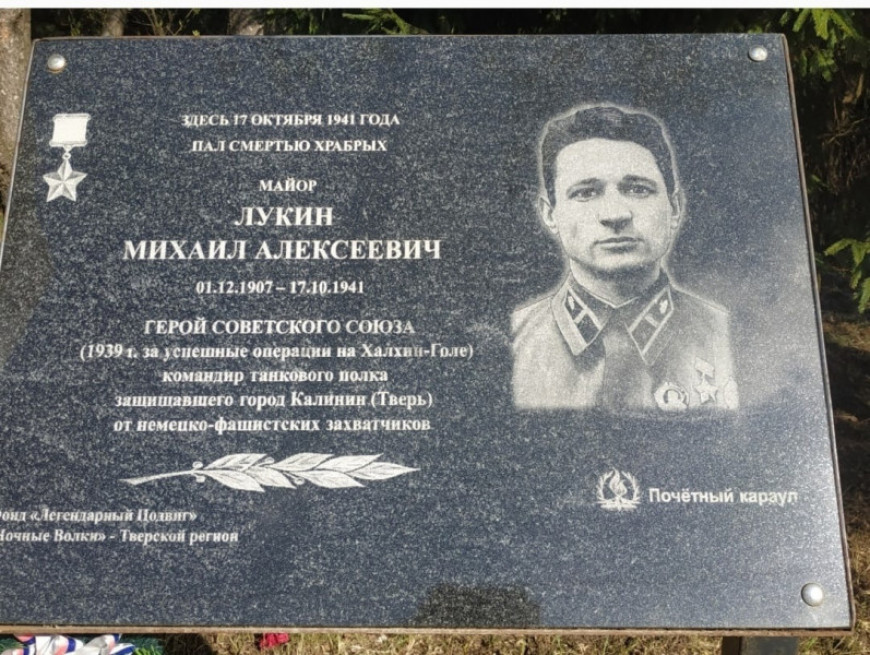 ЗДЕСЬ 17 ОКТЯБРЯ 1941 ГОДА
ПАЛ СМЕРТЬЮ ХРАБРЫХ
МАЙОР
ЛУКИН
МИХАИЛ АЛЕКСЕЕВИЧ
01.12.1907 – 17.10.1941
ГЕРОЙ СОВЕТСКОГО СОЮЗА
(1939 г. за успешные операции на Халхин-Голе)
командир танкового полка
защищавшего город Калинин (Тверь)
от немецко-фашистских захватчиков
Почётный караул
«Легендарный Подвиг»
Волки» - Тверской регион